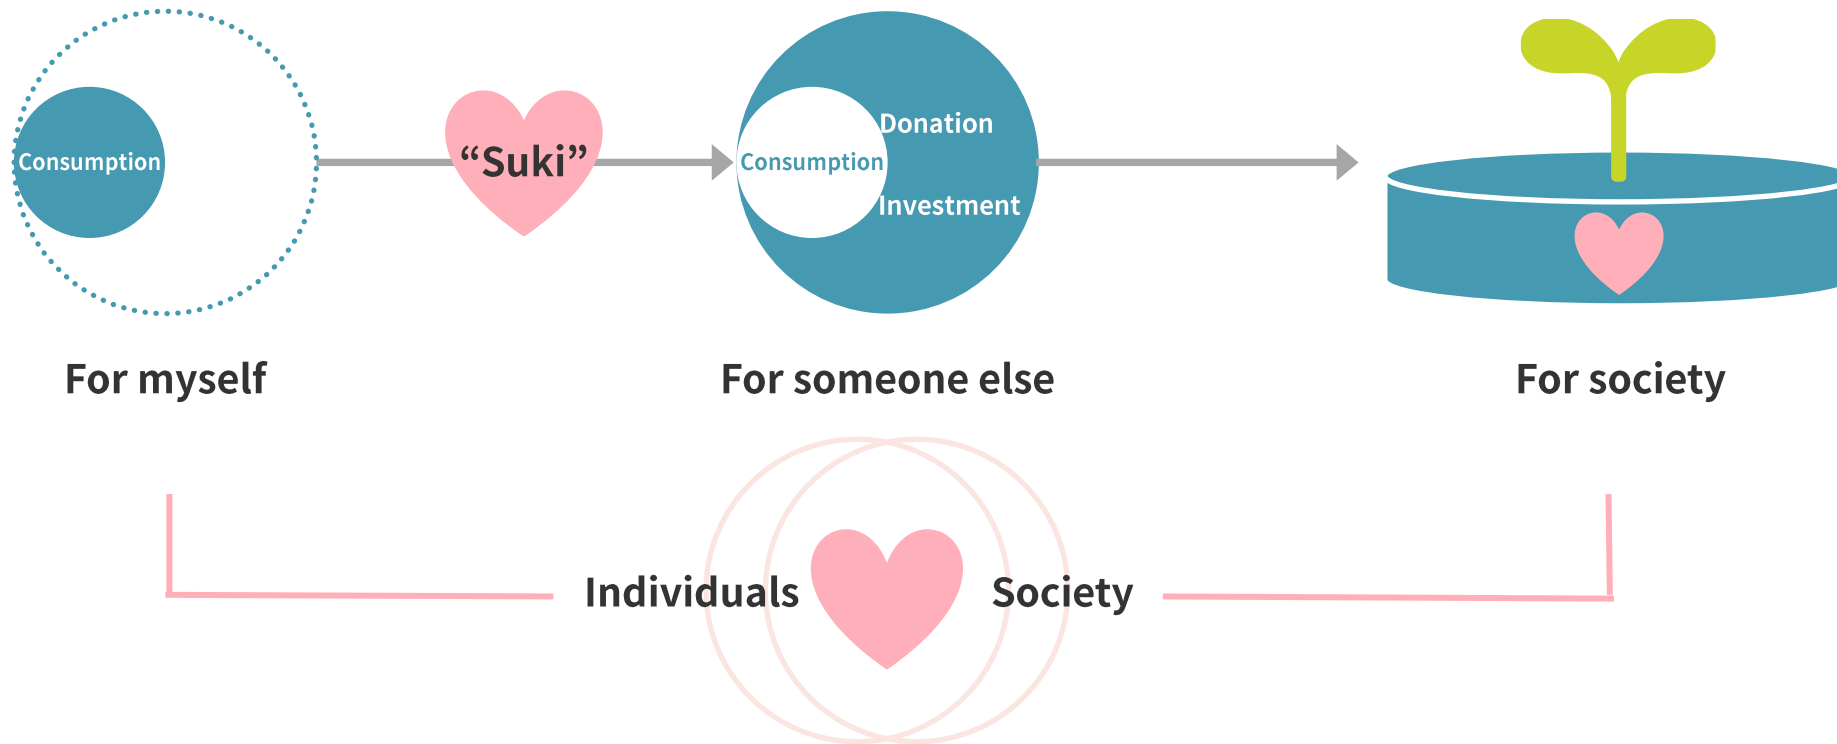 Consumption
“Suki”
Donation
Consumption
Investment
For myself
For someone else
For society
Individuals
Society